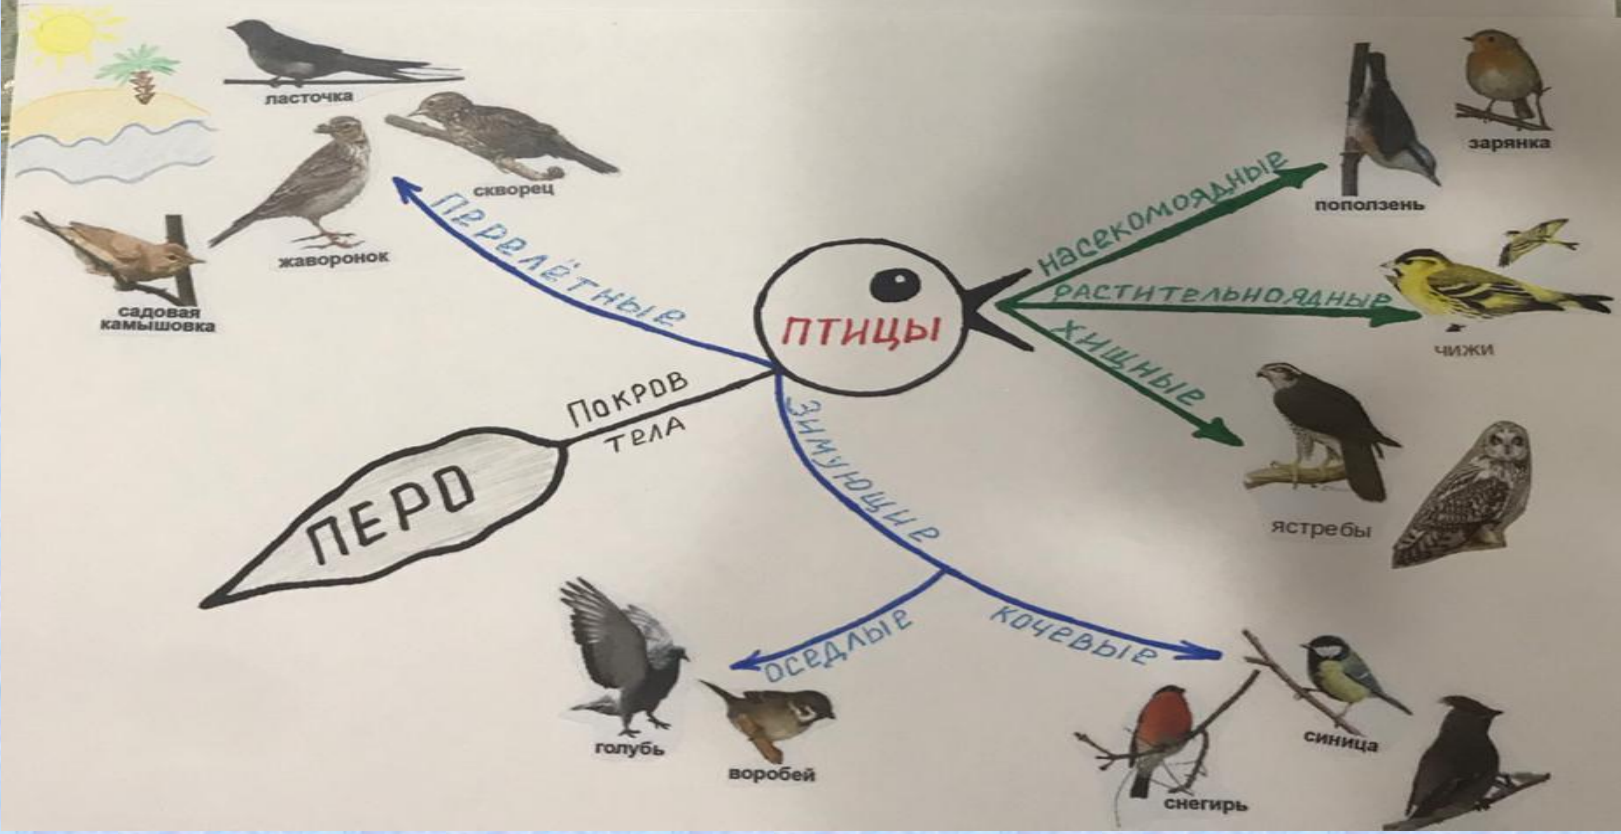 ласточка
скворец
жаворонок
садовая
камышовка
Перелётные
ПТИЦЫ
Покров
тела
ПЕРО
насекомоядные
поползень
зарянка
растительноядные
чижи
хищные
ястребы
Зимующие
оседлые
голубь
воробей
кочевые
синица
снегирь